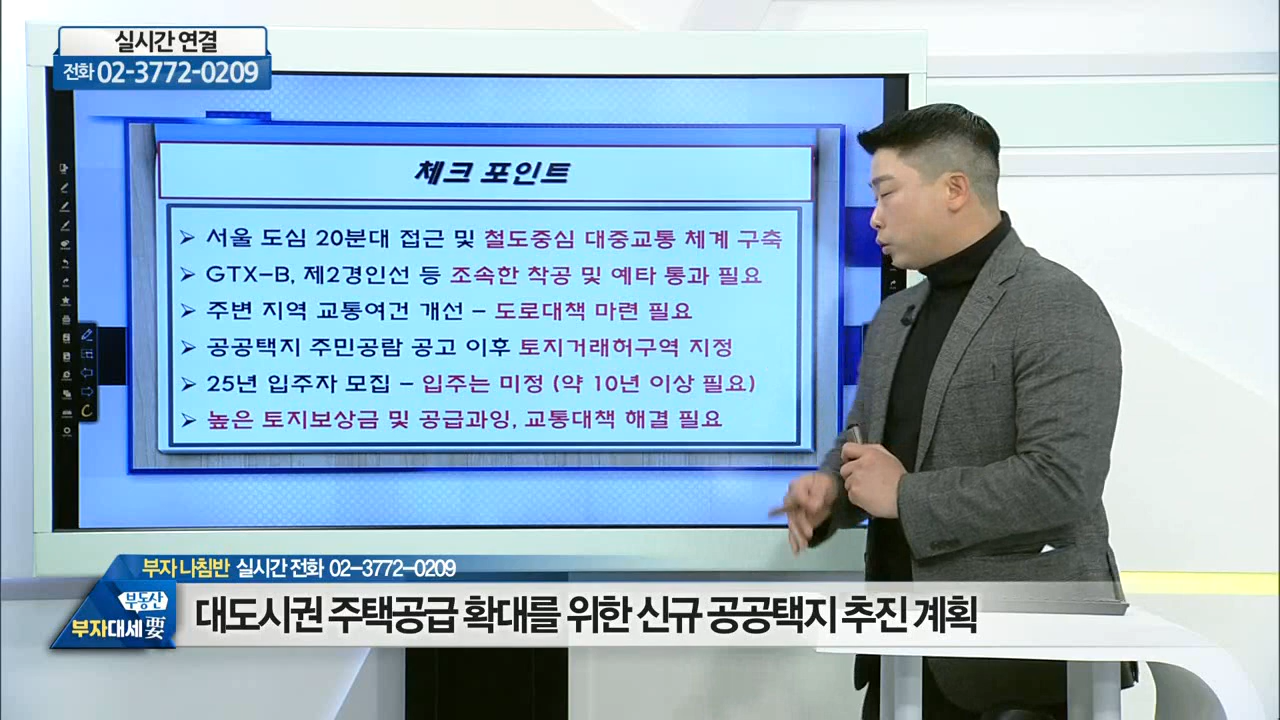 실시간 연결
전화 02-3772-0209
체크 포인트
➢ 서울 도심 20분대 접근 및 철도중심 대중교통 체계 구축
➢ GTX-B, 제2경인선 등 조속한 착공 및 예타 통과 필요
➢ 주변 지역 교통여건 개선 - 도로대책 마련 필요
➢ 공공택지 주민공람 공고 이후 토지거래허구역 지정
➢ 25년 입주자 모집 - 입주는 미정 (약 10년 이상 필요)
➢ 높은 토지보상금 및 공급과잉, 교통대책 해결 필요
부자 나침반 실시간 전화 02-3772-0209
부동산
부자대세 要
대도시권 주택공급 확대를 위한 신규 공공택지 추진 계획